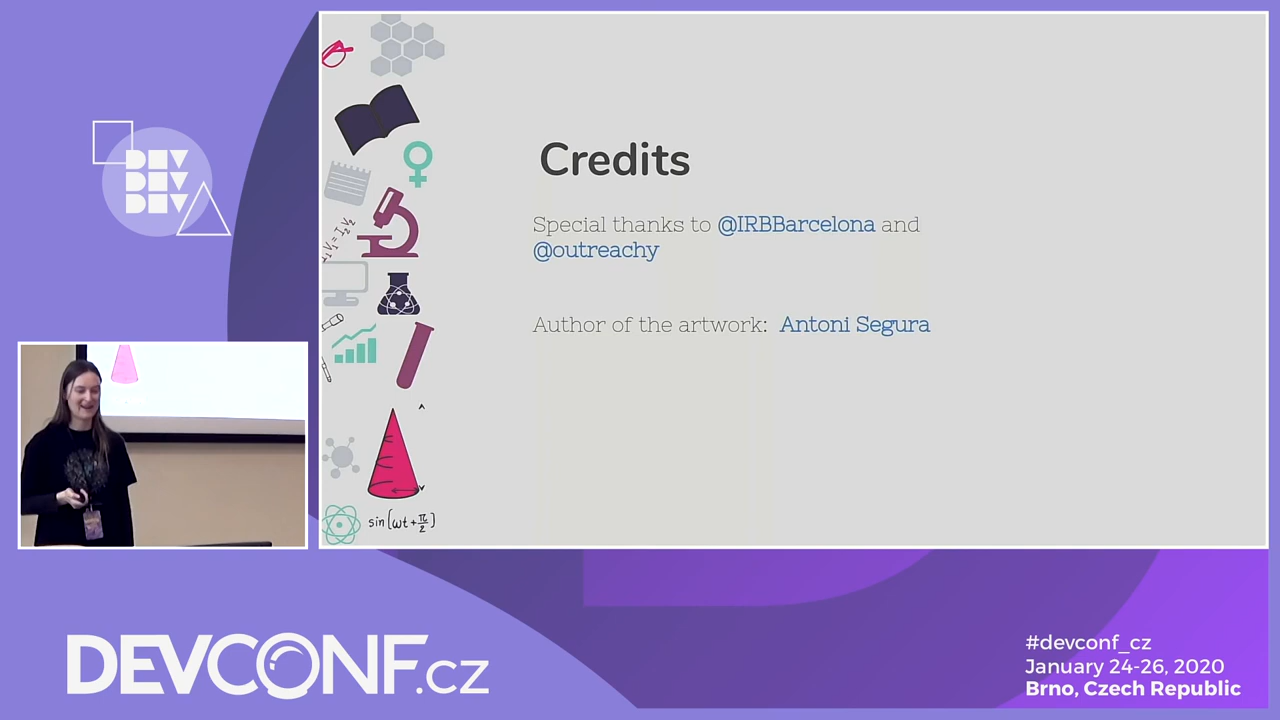 DEV
DEV
DEV
Credits
Special thanks to @IRBBarcelona and
@outreachy
Author of the artwork: Antoni Segura
sin(ωt+π/2)
DEVCONF.cz
#devconf_cz
January 24-26, 2020
Brno, Czech Republic